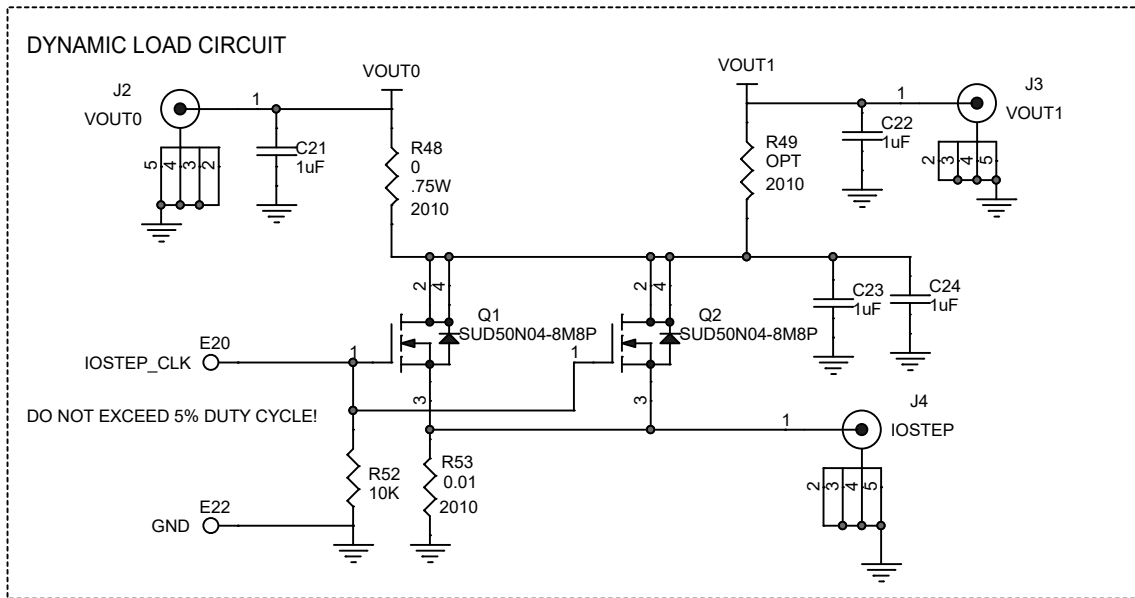 DYNAMIC LOAD CIRCUIT
J2
VOUT0
1
5
4
3
2
C21
1uF
VOUT0
R48
0
.75W
2010
VOUT1
R49
OPT
2010
C22
1uF
1
J3
VOUT1
2
3
4
5
2
4
Q1
SUD50N04-8M8P
1
3
2
4
Q2
SUD50N04-8M8P
1
3
C23
1uF
C24
1uF
E20
IOSTEP_CLK
DO NOT EXCEED 5% DUTY CYCLE!
R52
10K
R53
0.01
2010
E22
GND
1
J4
IOSTEP
2
3
4
5